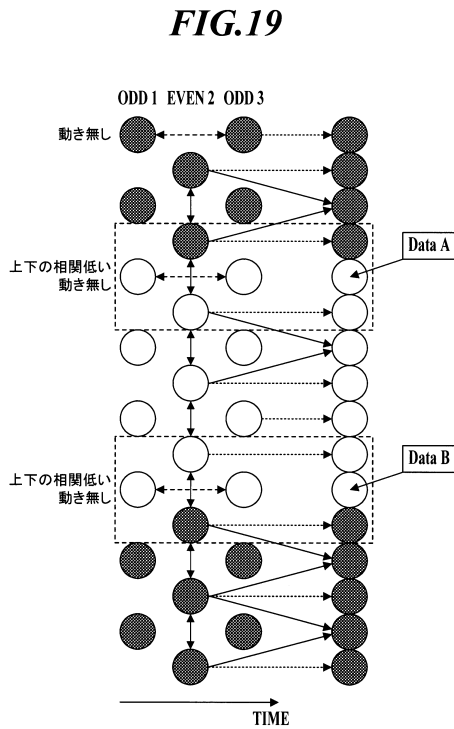 FIG.19
ODD 1 EVEN 2 ODD 3
動き無し
Data A
上下の相関低い
動き無し
Data B
上下の相関低い
動き無し
TIME